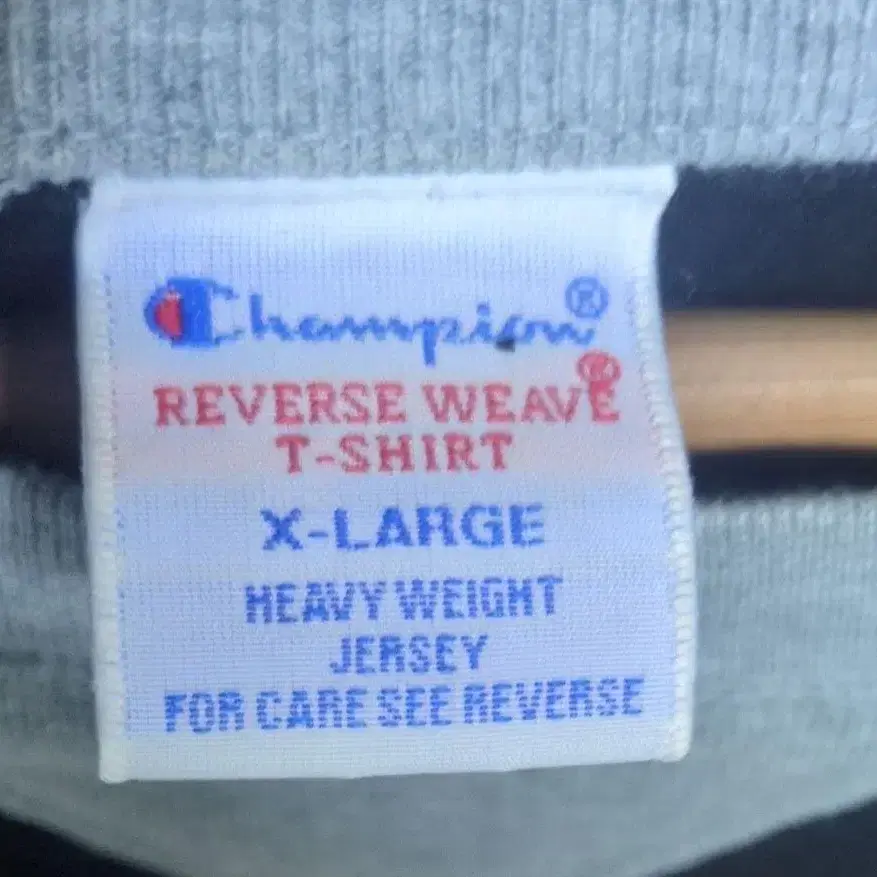 Champion®
REVERSE WEAVE®
T-SHIRT
X-LARGE
HEAVY WEIGHT
JERSEY
FOR CARE SEE REVERSE